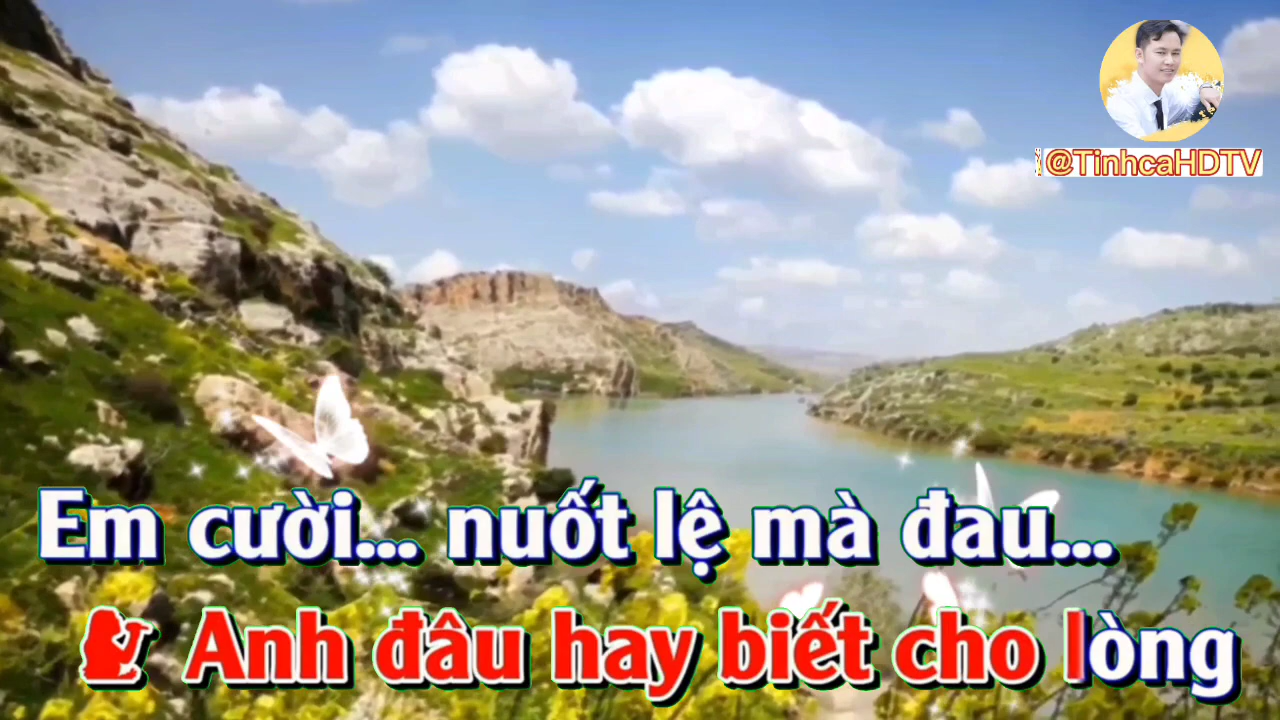 @TinhcaHDTV
Em cười... nuốt lệ mà đau...
Anh đâu hay biết cho lòng